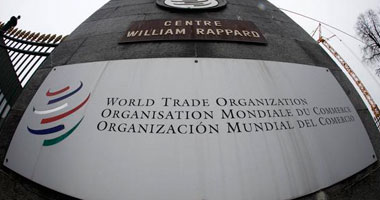 CENTRE
WILLIAM RAPPARD
WORLD TRADE ORGANIZATION
ORGANISATION MONDIALE DU COMMERCE
ORGANIZACIÓN MUNDIAL DEL COMERCIO